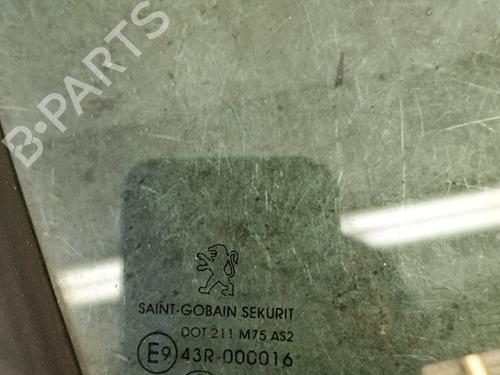 B-PARTS
SAINT-GOBAIN SEKURIT
DOT 211 M75 AS2
E9 43R-000016